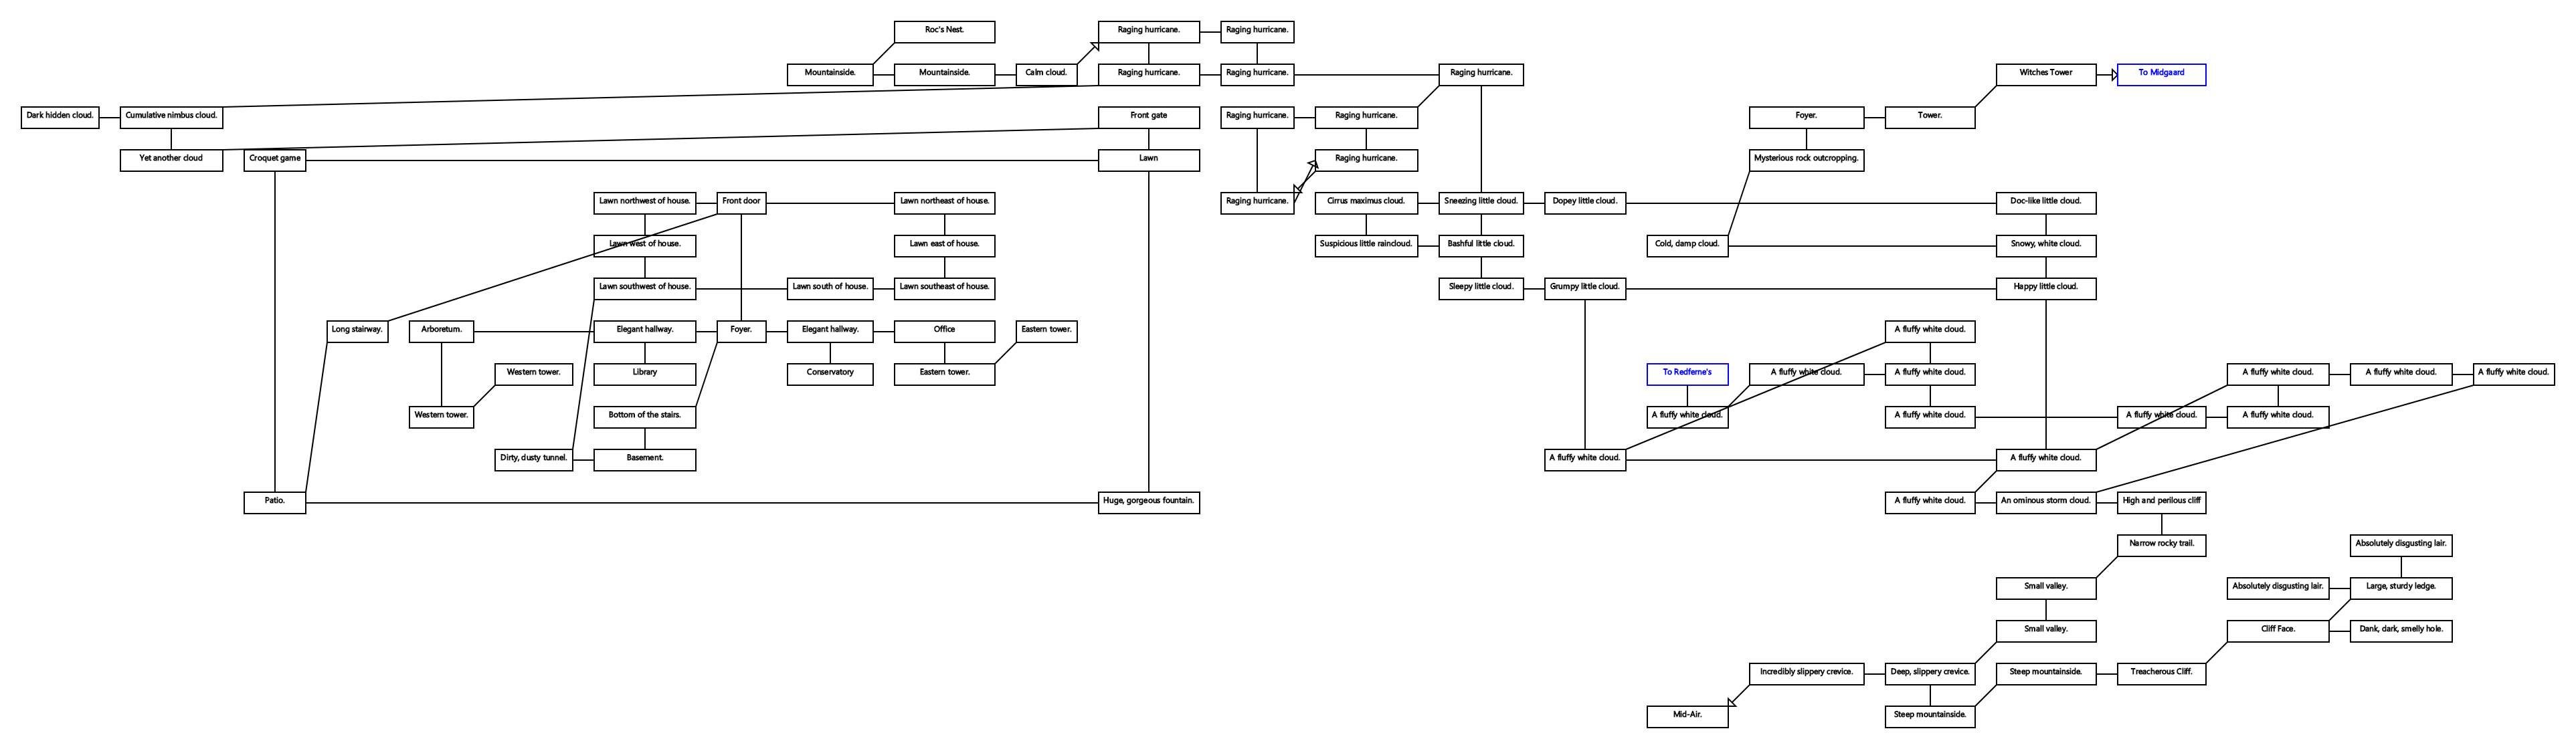 Roc's Nest.
Raging hurricane.
Raging hurricane.
Mountainside.
Mountainside.
Calm cloud.
Raging hurricane.
Raging hurricane.
Raging hurricane.
Witches Tower
To Midgaard
Dark hidden cloud.
Cumulative nimbus cloud.
Front gate
Raging hurricane.
Raging hurricane.
Foyer.
Tower.
Yet another cloud
Croquet game
Lawn
Raging hurricane.
Mysterious rock outcropping.
Lawn northwest of house.
Front door
Lawn northeast of house.
Raging hurricane.
Cirrus maximus cloud.
Sneezing little cloud.
Dopey little cloud.
Doc-like little cloud.
Lawn west of house.
Lawn east of house.
Suspicious little raincloud.
Bashful little cloud.
Cold, damp cloud.
Snowy, white cloud.
Lawn southwest of house.
Lawn south of house.
Lawn southeast of house.
Sleepy little cloud.
Grumpy little cloud.
Happy little cloud.
Long stairway.
Arboretum.
Elegant hallway.
Foyer.
Elegant hallway.
Office
Eastern tower.
A fluffy white cloud.
Western tower.
Library
Conservatory
Eastern tower.
To Redferne's
A fluffy white cloud.
A fluffy white cloud.
A fluffy white cloud.
A fluffy white cloud.
A fluffy white cloud.
Western tower.
Bottom of the stairs.
A fluffy white cloud.
A fluffy white cloud.
A fluffy white cloud.
A fluffy white cloud.
Dirty, dusty tunnel.
Basement.
A fluffy white cloud.
A fluffy white cloud.
Patio.
Huge, gorgeous fountain.
A fluffy white cloud.
An ominous storm cloud.
High and perilous cliff
Narrow rocky trail.
Absolutely disgusting lair.
Small valley.
Absolutely disgusting lair.
Large, sturdy ledge.
Small valley.
Cliff Face.
Dank, dark, smelly hole.
Incredibly slippery crevice.
Deep, slippery crevice.
Steep mountainside.
Treacherous Cliff.
Mid-Air.
Steep mountainside.